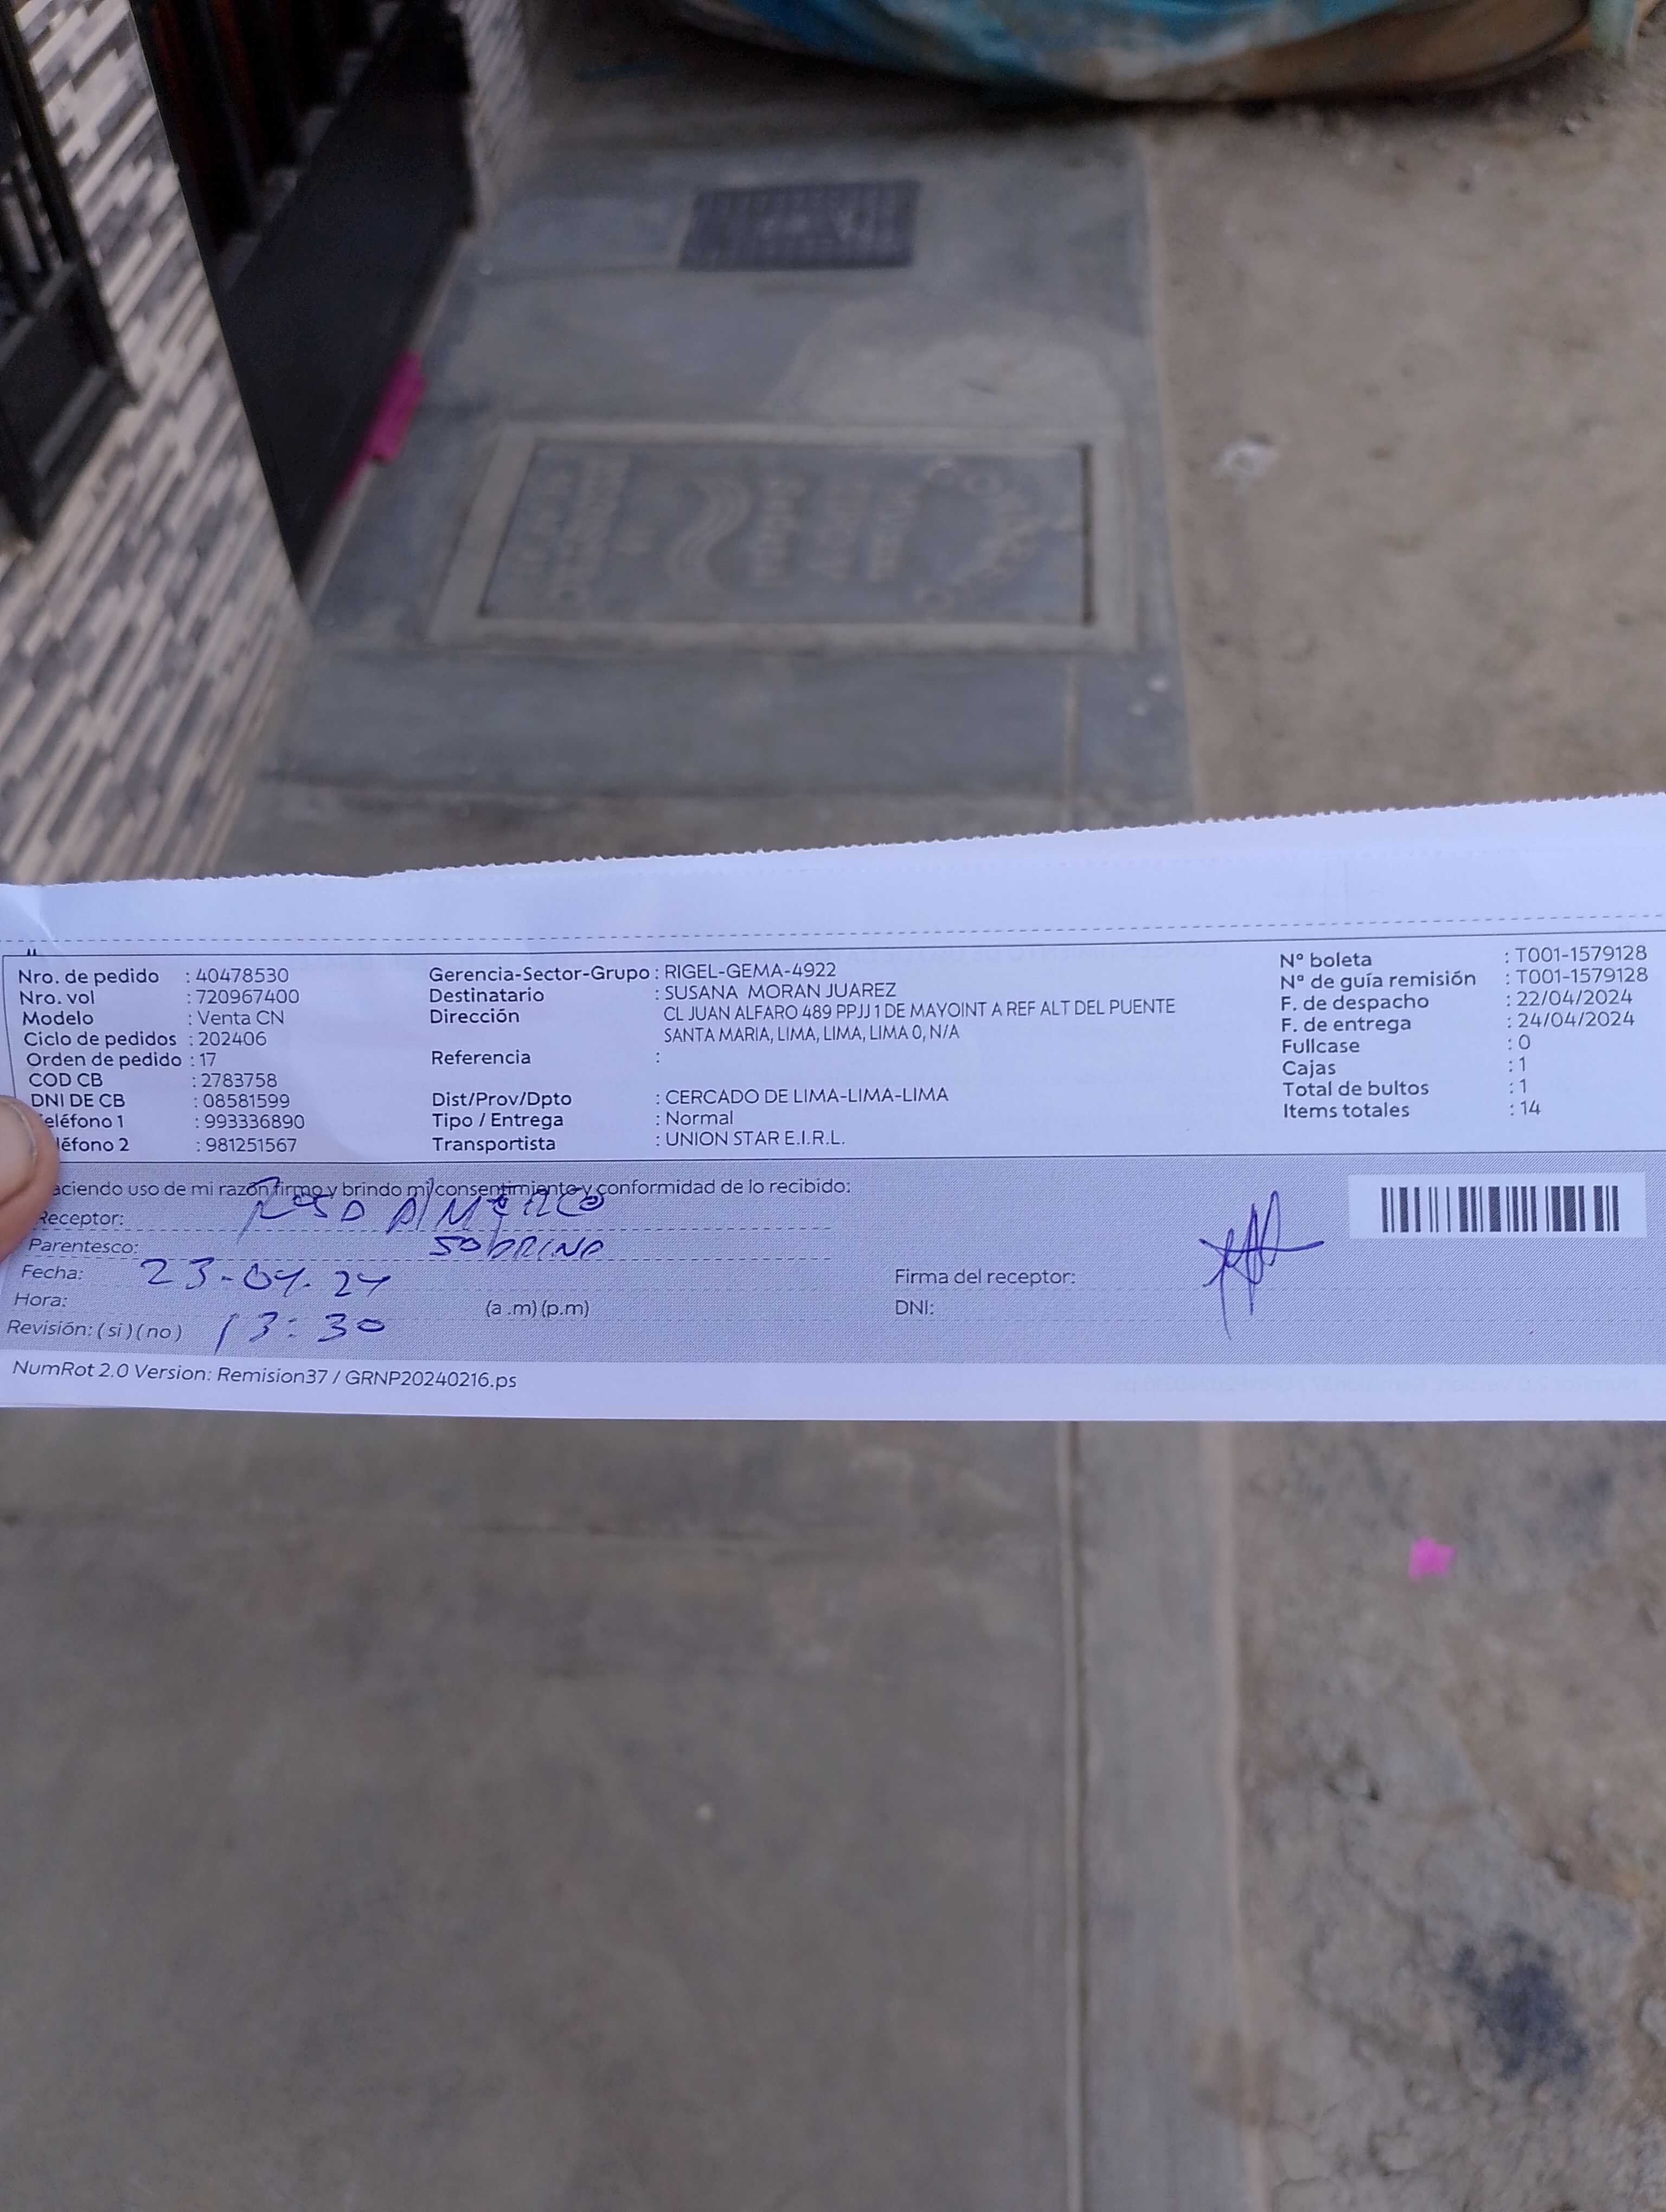 Nro. de pedido : 40478530
Nro. vol : 720967400
Modelo : Venta CN
Ciclo de pedidos : 202406
Orden de pedido : 17
COD CB : 2783758
DNI DE CB : 08581599
eléfono 1 : 993336890
léfono 2 : 981251567
Gerencia-Sector-Grupo : RIGEL-GEMA-4922
Destinatario : SUSANA MORAN JUAREZ
Dirección CL JUAN ALFARO 489 PPJJ 1 DE MAYOINT A REF ALT DEL PUENTE
SANTA MARIA, LIMA, LIMA, LIMA 0, N/A
Referencia :
Dist/Prov/Dpto : CERCADO DE LIMA-LIMA-LIMA
Tipo / Entrega : Normal
Transportista : UNION STAR E.I.R.L.
N° boleta : T001-1579128
N° de guía remisión : T001-1579128
F. de despacho : 22/04/2024
F. de entrega : 24/04/2024
Fullcase : 0
Cajas : 1
Total de bultos : 1
Items totales : 14
aciendo uso de mi razón firmo y brindo mi consentimiento y conformidad de lo recibido:
Receptor:
Parentesco: SObRINA
Fecha: 23-04-24
Hora: (a .m) (p.m)
Revisión: ( si ) ( no ) 13:30
Firma del receptor:
DNI:
NumRot 2.0 Version: Remision37 / GRNP20240216.ps